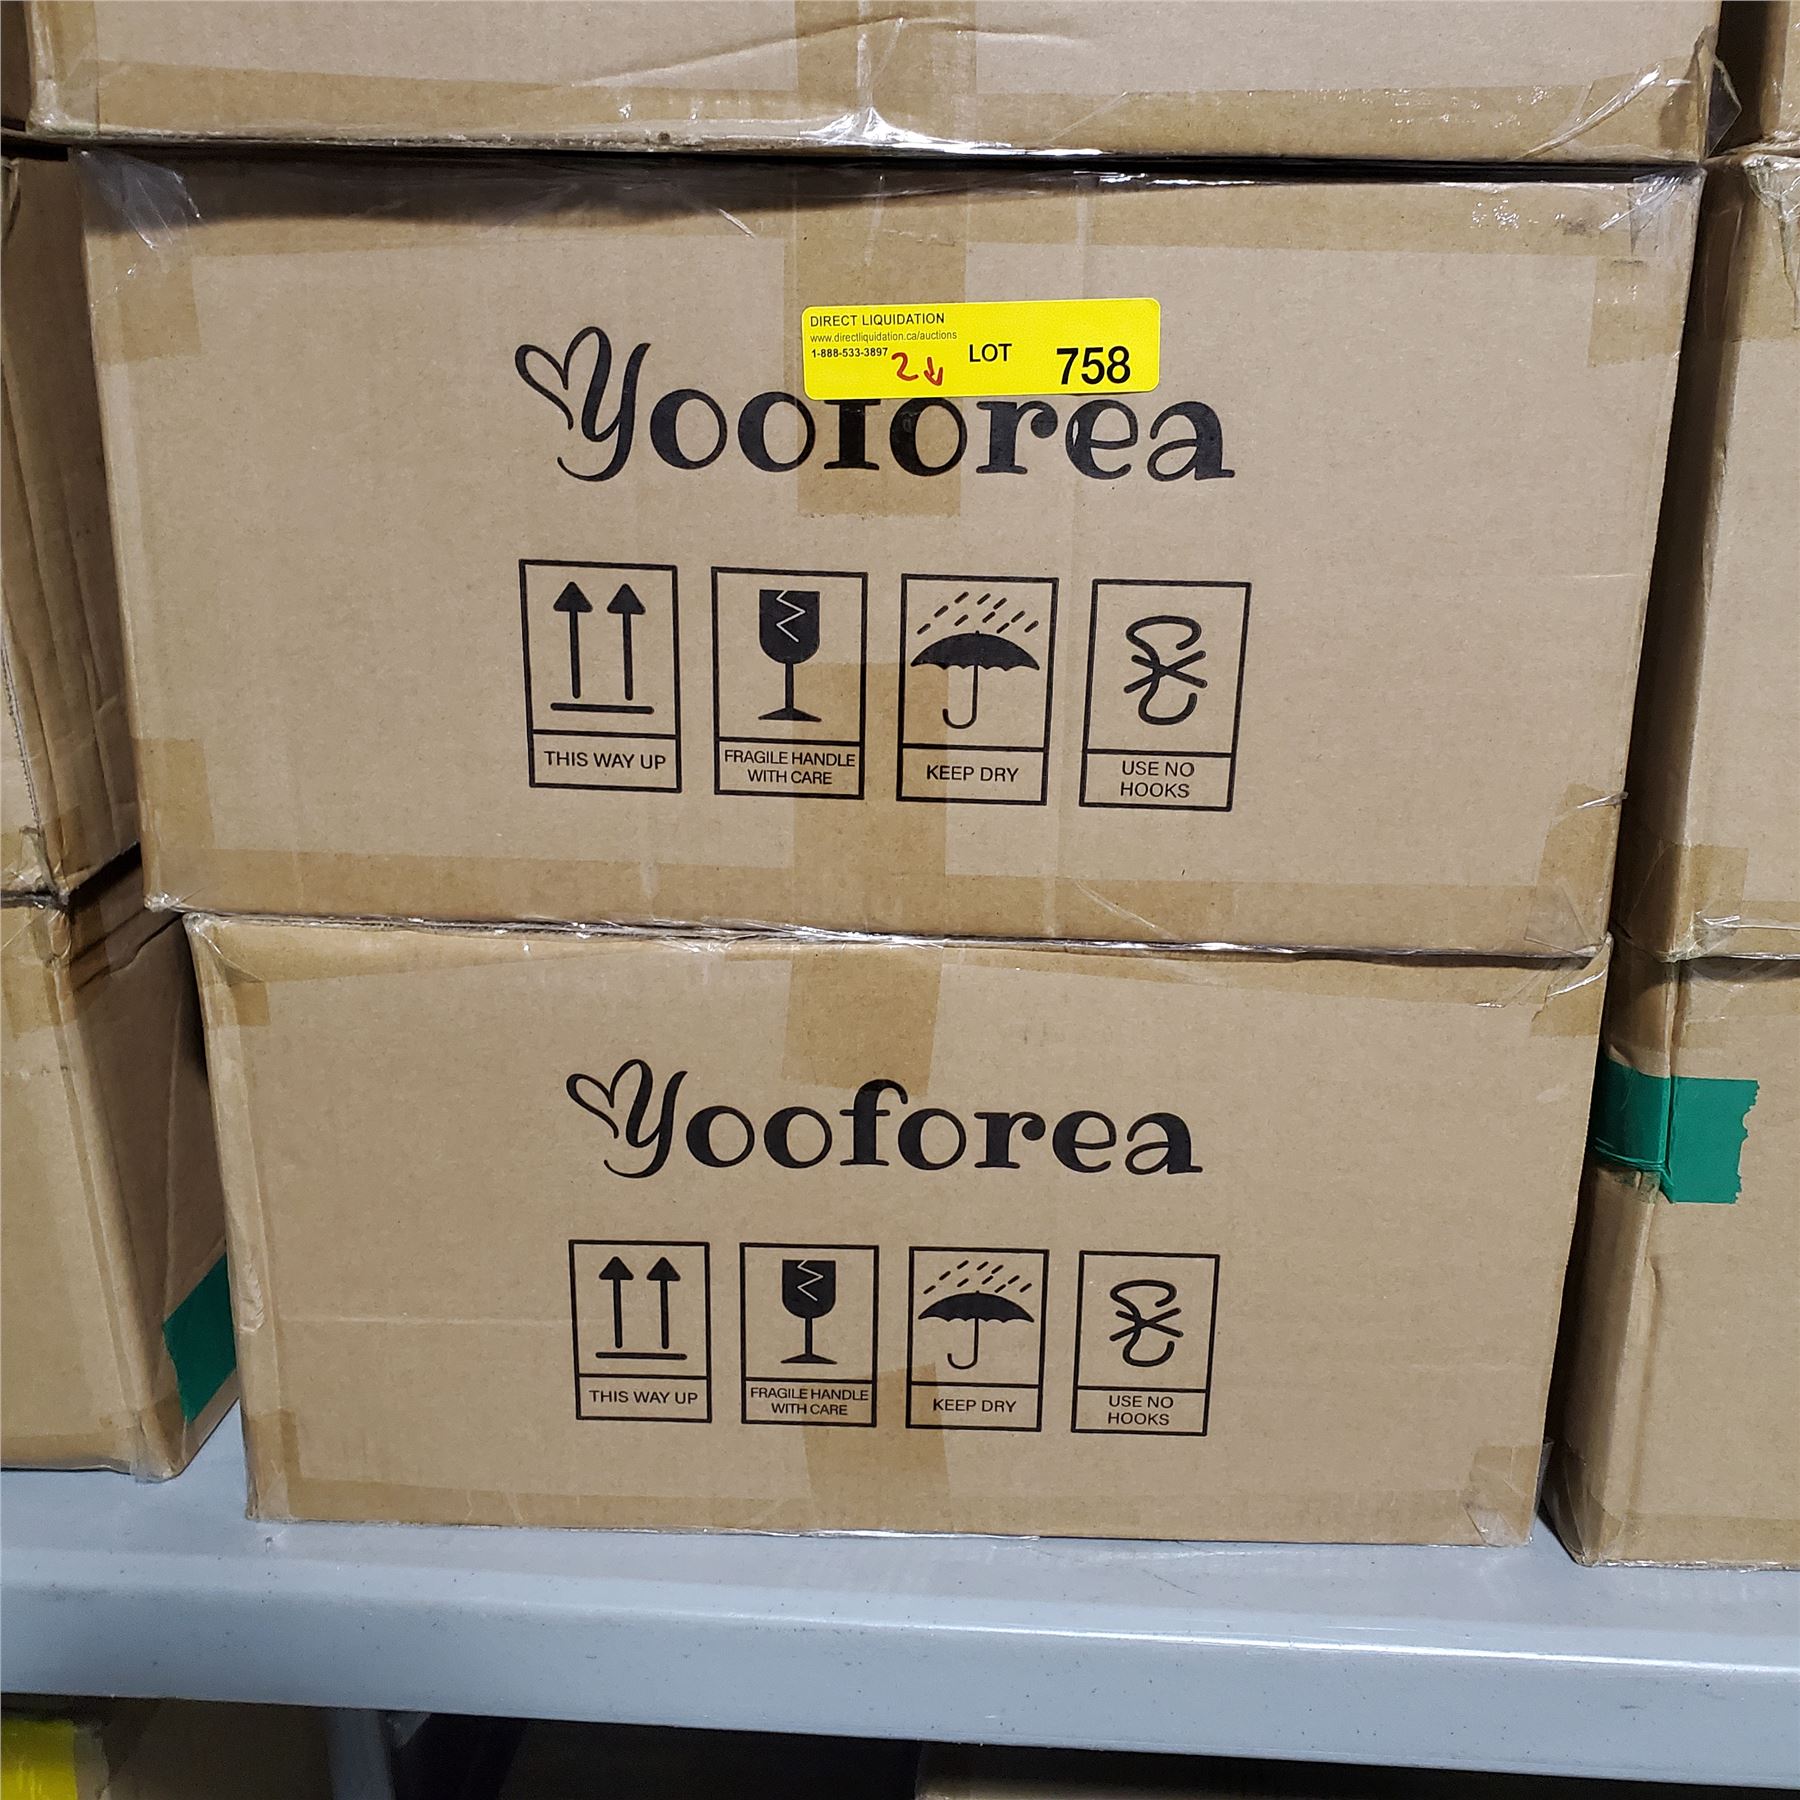 DIRECT LIQUIDATION
www.directliquidation.ca/auctions
1-888-533-3897 2↓ LOT 758
Yooforea
THIS WAY UP
FRAGILE HANDLE
WITH CARE
KEEP DRY
USE NO
HOOKS
Yooforea
THIS WAY UP
FRAGILE HANDLE
WITH CARE
KEEP DRY
USE NO
HOOKS